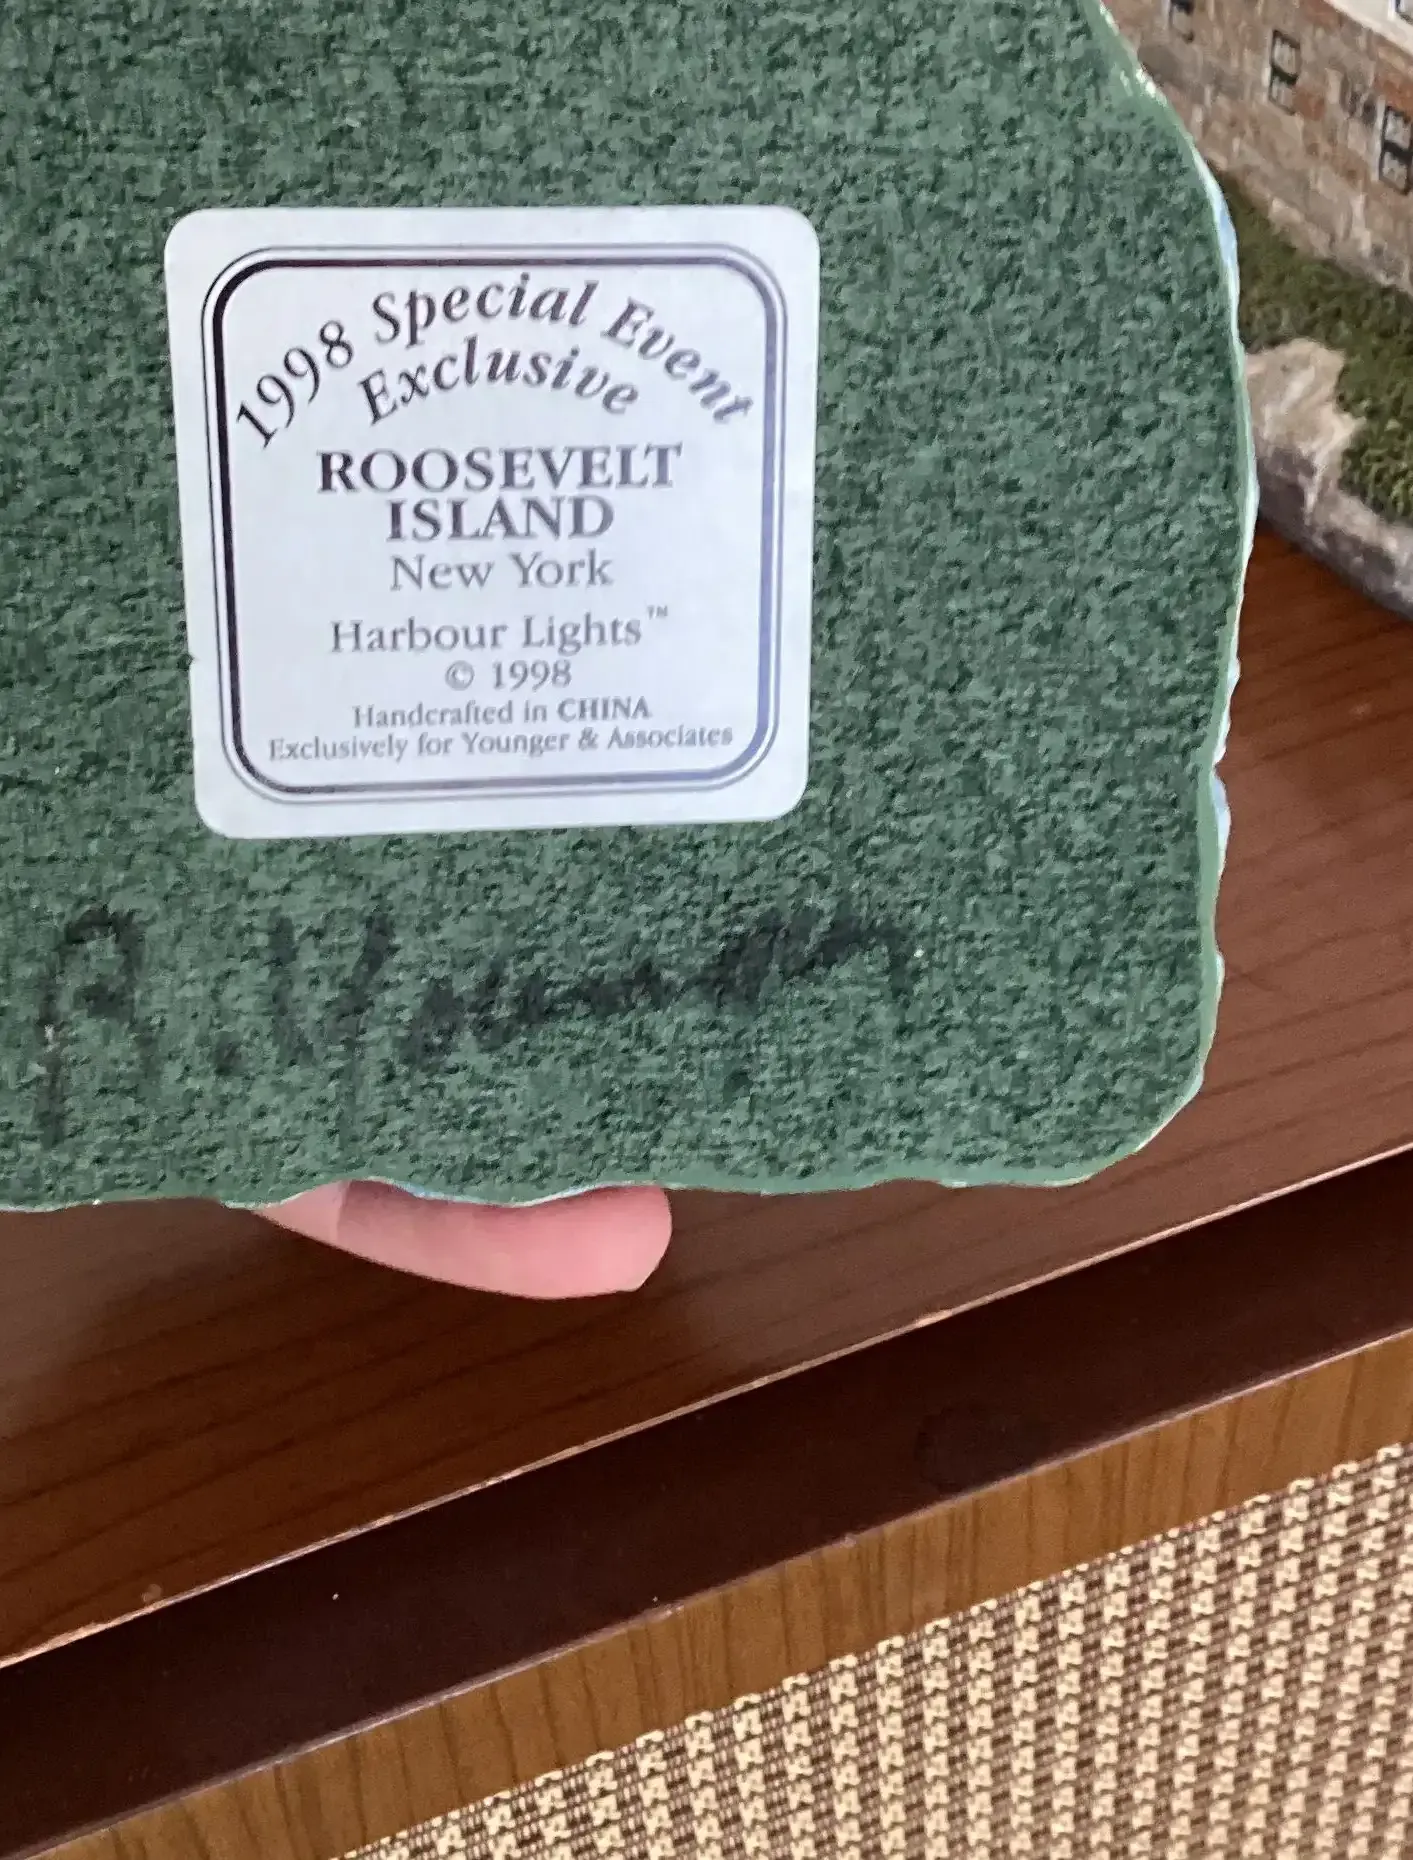 1998 Special Event
Exclusive
ROOSEVELT
ISLAND
New York
Harbour Lights™
© 1998
Handcrafted in CHINA
Exclusively for Younger & Associates